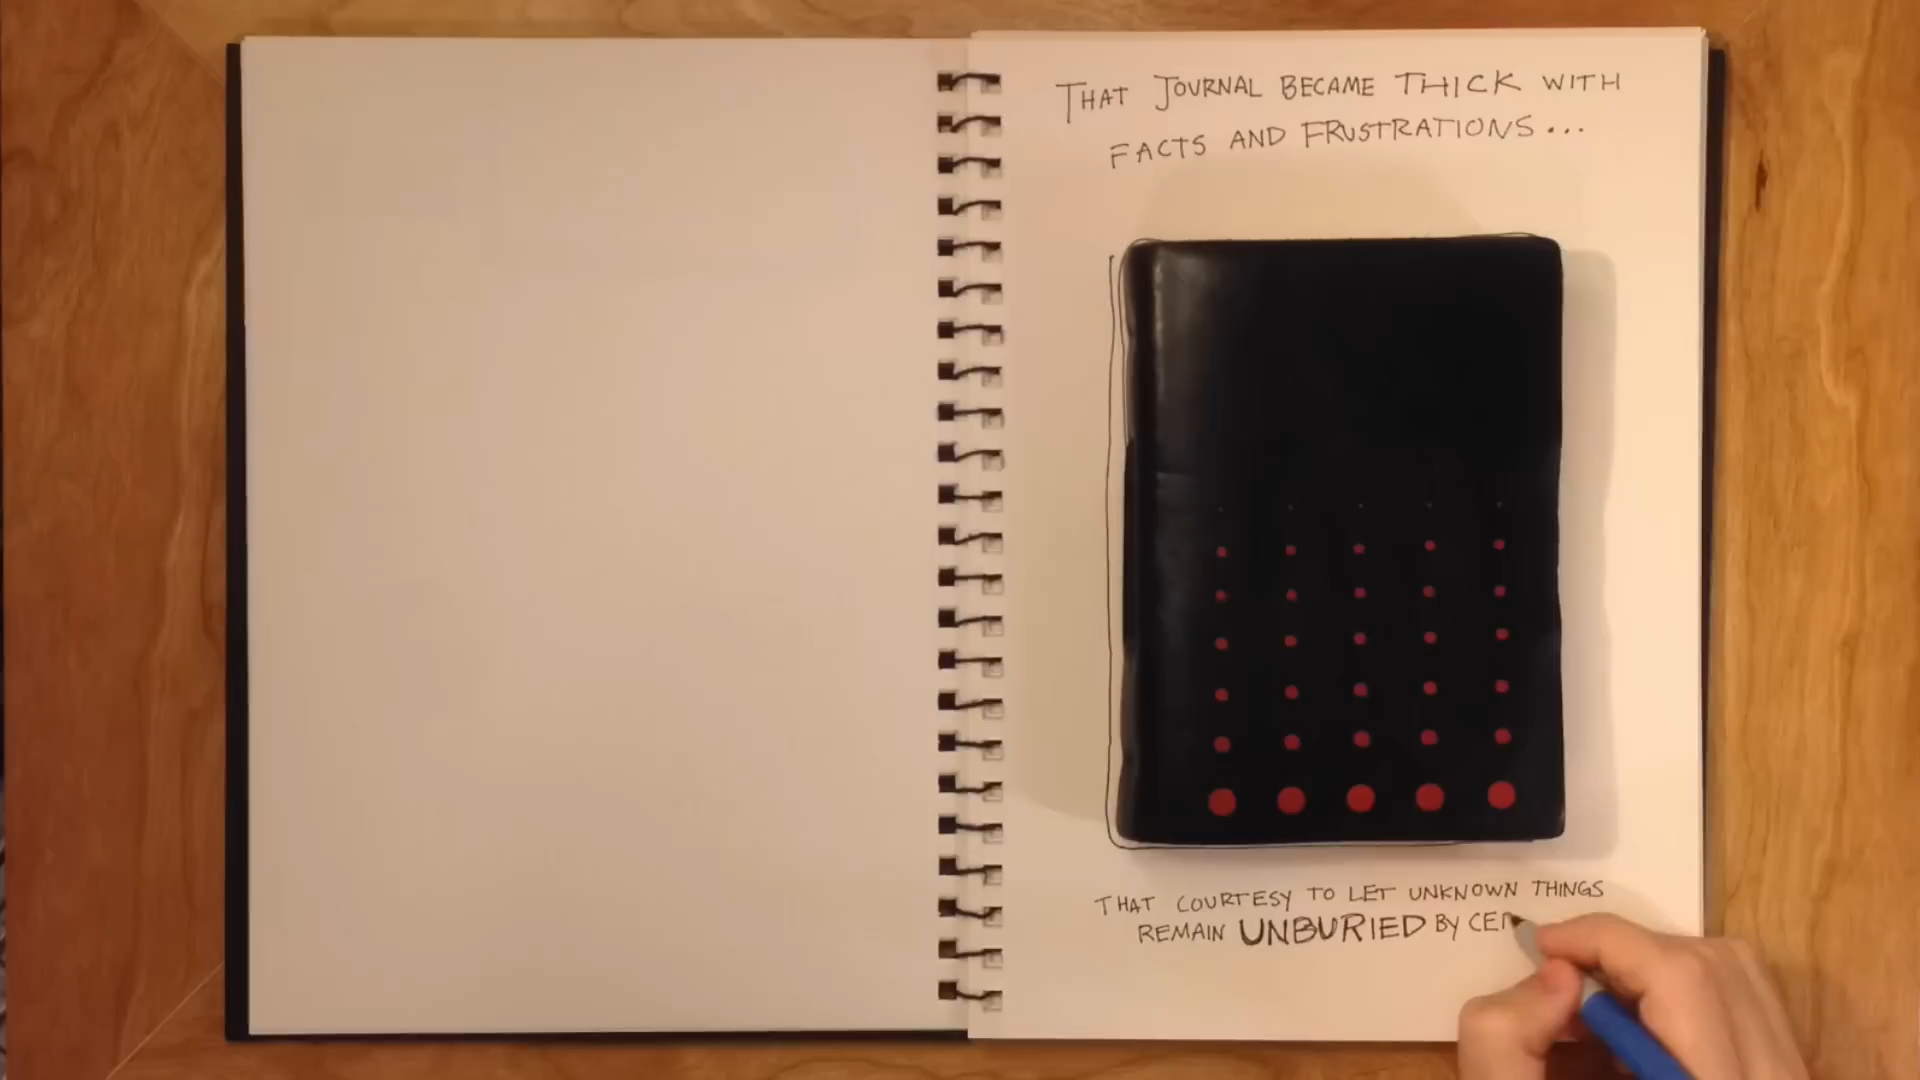 THAT JOURNAL BECAME THICK WITH
FACTS AND FRUSTRATIONS...
THAT COURTESY TO LET UNKNOWN THINGS
REMAIN UNBURIED BY